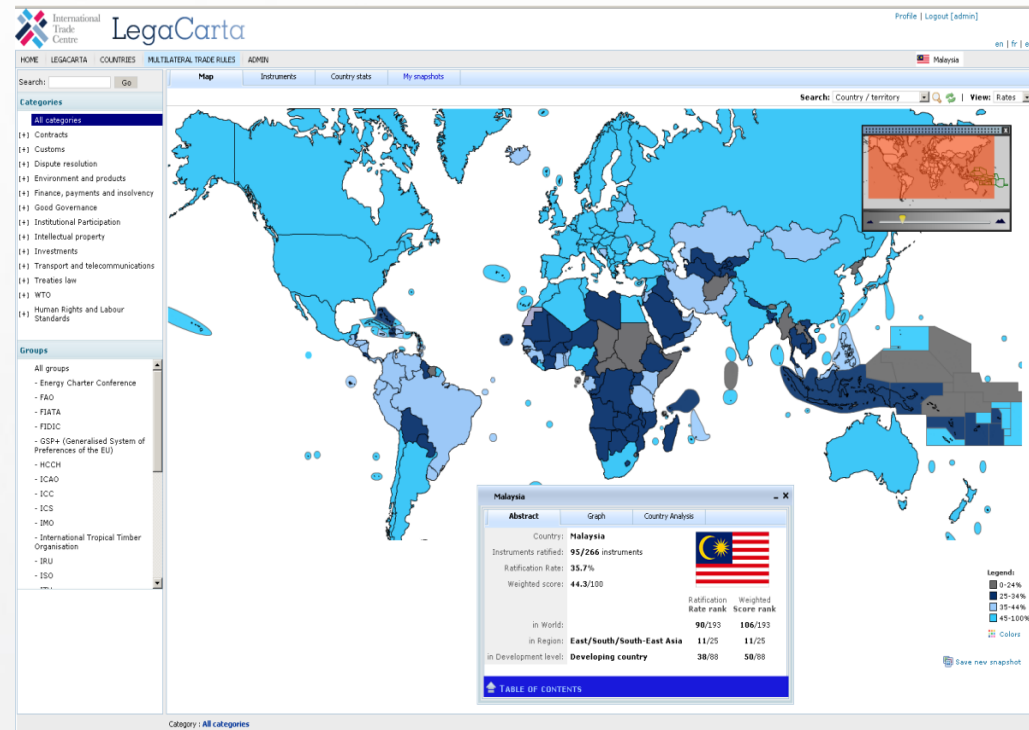 International
Trade
Centre
LegaCarta
Profile | Logout [admin]
en | fr | e
HOME LEGACARTA COUNTRIES MULTILATERAL TRADE RULES ADMIN
Malaysia
Search: Go
Map Instruments Country stats My snapshots
Search: Country / territory | View: Rates
Categories
All categories
[+] Contracts
[+] Customs
[+] Dispute resolution
[+] Environment and products
[+] Finance, payments and insolvency
[+] Good Governance
[+] Institutional Participation
[+] Intellectual property
[+] Investments
[+] Transport and telecommunications
[+] Treaties law
[+] WTO
[+] Human Rights and Labour
Standards
Groups
All groups
- Energy Charter Conference
- FAO
- FIATA
- FIDIC
- GSP+ (Generalised System of
Preferences of the EU)
- HCCH
- ICAO
- ICC
- ICS
- IMO
- International Tropical Timber
Organisation
- IRU
- ISO
Malaysia
Abstract Graph Country Analysis
Country: Malaysia
Instruments ratified: 95/266 instruments
Ratification Rate: 35.7%
Weighted score: 44.3/100
Ratification Weighted
Rate rank Score rank
in World: 90/193 106/193
in Region: East/South/South-East Asia 11/25 11/25
in Development level: Developing country 38/88 50/88
TABLE OF CONTENTS
Legend:
0-24%
25-34%
35-44%
45-100%
Colors
Save new snapshot
Category : All categories